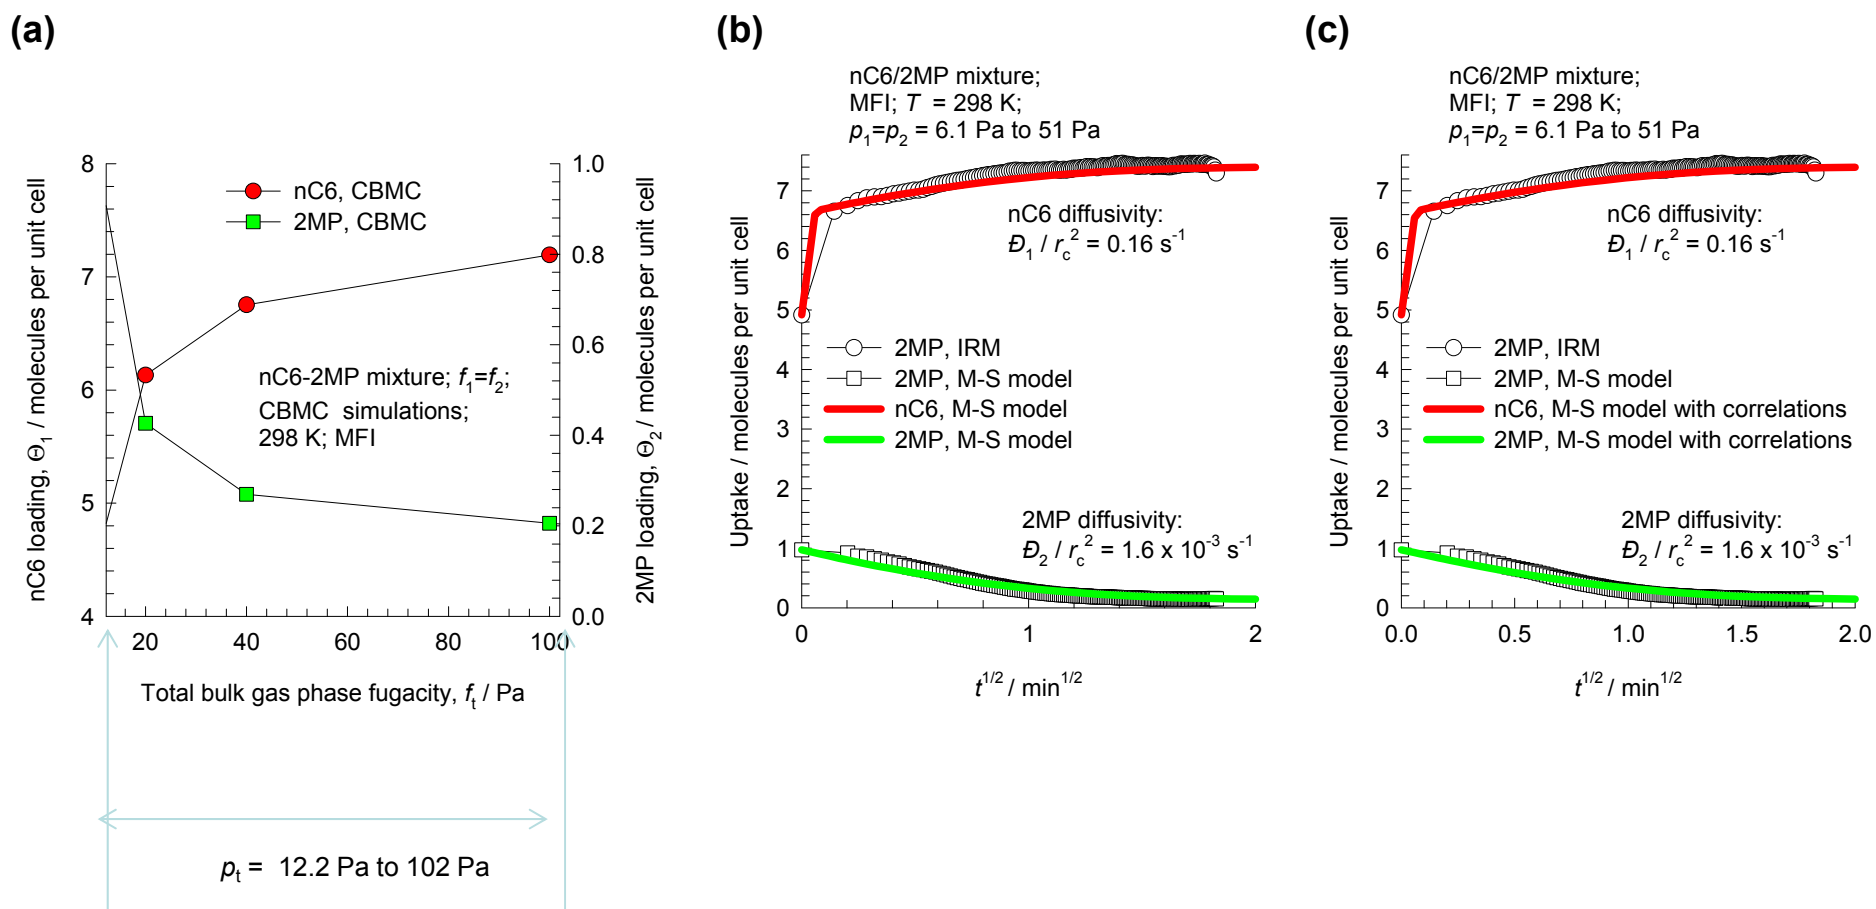 (a)
(b)
(c)
nC6 loading, Θ1 / molecules per unit cell
8
7
6
5
4
nC6, CBMC
2MP, CBMC
nC6-2MP mixture; f1=f2;
CBMC simulations;
298 K; MFI
1.0
0.8
0.6
0.4
0.2
0.0
2MP loading, Θ2 / molecules per unit cell
20
40
60
80
100
Total bulk gas phase fugacity, ft / Pa
pt = 12.2 Pa to 102 Pa
nC6/2MP mixture;
MFI; T = 298 K;
p1=p2 = 6.1 Pa to 51 Pa
Uptake / molecules per unit cell
7
6
5
4
3
2
1
0
nC6 diffusivity:
Đ1 / rc² = 0.16 s-1
2MP, IRM
2MP, M-S model
nC6, M-S model
2MP, M-S model
2MP diffusivity:
Đ2 / rc² = 1.6 x 10-3 s-1
0
1
2
t1/2 / min1/2
nC6/2MP mixture;
MFI; T = 298 K;
p1=p2 = 6.1 Pa to 51 Pa
Uptake / molecules per unit cell
7
6
5
4
3
2
1
0
nC6 diffusivity:
Đ1 / rc² = 0.16 s-1
2MP, IRM
2MP, M-S model
nC6, M-S model with correlations
2MP, M-S model with correlations
2MP diffusivity:
Đ2 / rc² = 1.6 x 10-3 s-1
0.0
0.5
1.0
1.5
2.0
t1/2 / min1/2